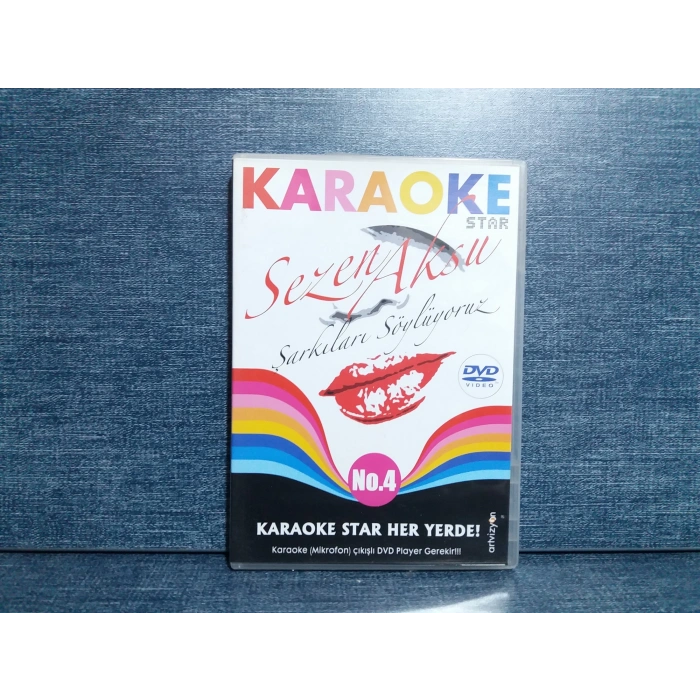 KARAOKE
STAR
Sezen Aksu
Şarkıları Söylüyoruz
DVD
VIDEO
No.4
KARAOKE STAR HER YERDE!
Karaoke (Mikrofon) çıkışlı DVD Player Gerekir!!!
artvizyon